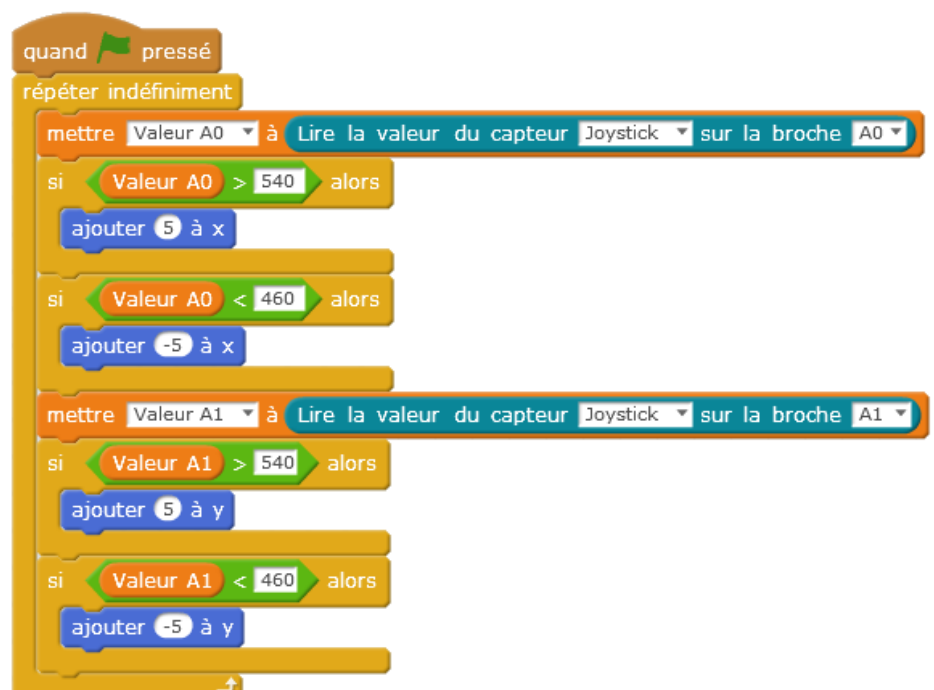 quand pressé
répéter indéfiniment
mettre Valeur A0 à Lire la valeur du capteur Joystick sur la broche A0
si Valeur A0 > 540 alors
ajouter 5 à x
si Valeur A0 < 460 alors
ajouter -5 à x
mettre Valeur A1 à Lire la valeur du capteur Joystick sur la broche A1
si Valeur A1 > 540 alors
ajouter 5 à y
si Valeur A1 < 460 alors
ajouter -5 à y